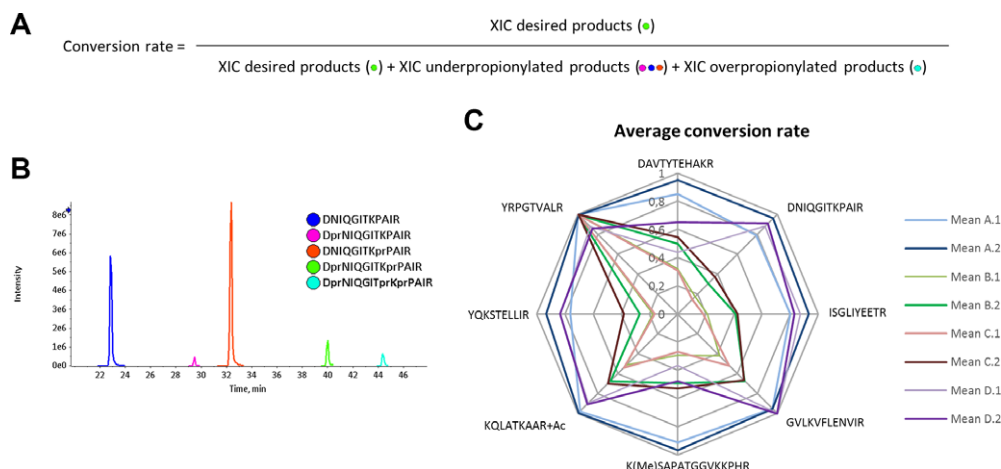 A
Conversion rate =
XIC desired products (●)
XIC desired products (●) + XIC underpropionylated products (●●●) + XIC overpropionylated products (●)
B
8e6
7e6
6e6
5e6
4e6
3e6
2e6
1e6
0e0
Intensity
22 24 26 28 30 32 34 36 38 40 42 44 46
Time, min
DNIQGITKPAIR
DprNIQGITKPAIR
DNIQGITKprPAIR
DprNIQGITKprPAIR
DprNIQGITprKprPAIR
C
Average conversion rate
DAVTYTEHAKR
DNIQGITKPAIR
ISGLIYEETR
GVLKVFLENVIR
K(Me)SAPATGGVKKPHR
KQLATKAAR+Ac
YQKSTELLIR
YRPGTVALR
1
0,8
0,6
0,4
0,2
0
Mean A.1
Mean A.2
Mean B.1
Mean B.2
Mean C.1
Mean C.2
Mean D.1
Mean D.2